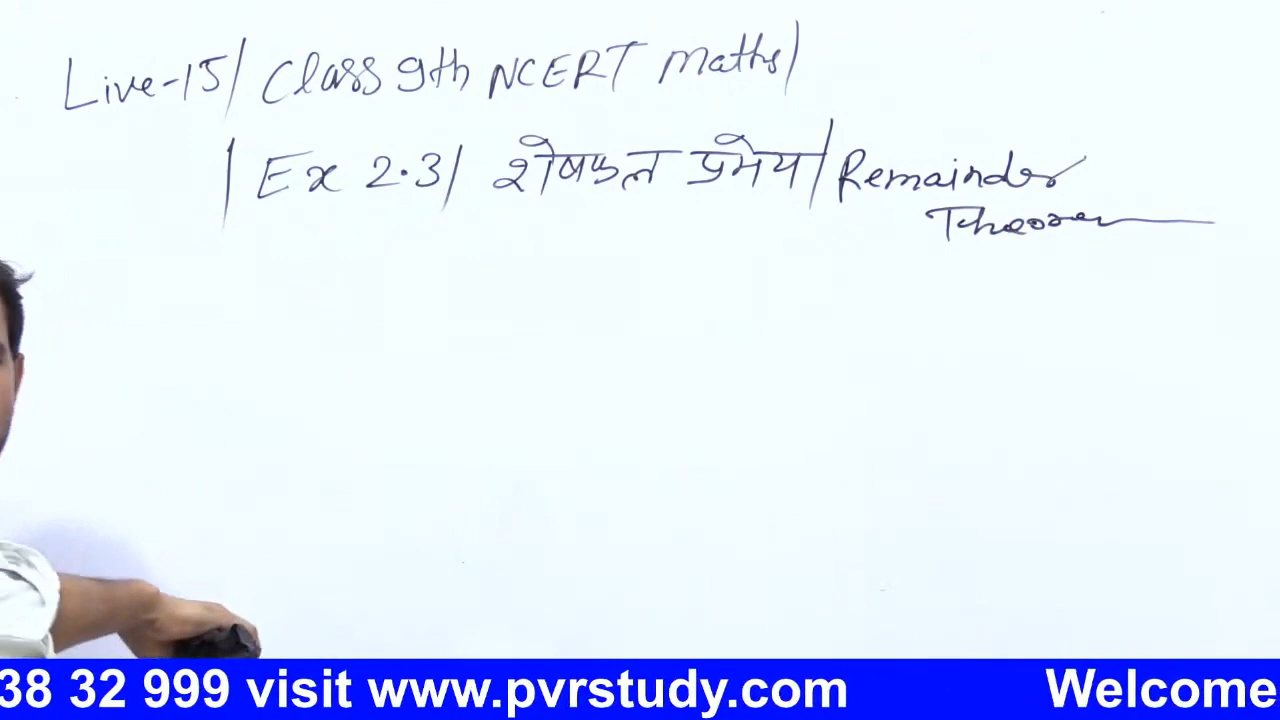 Live-15/ Class 9th NCERT Maths/
/ Ex 2.3/ शेषफल प्रमेय/ Remainder
Theorem
38 32 999 visit www.pvrstudy.com Welcome